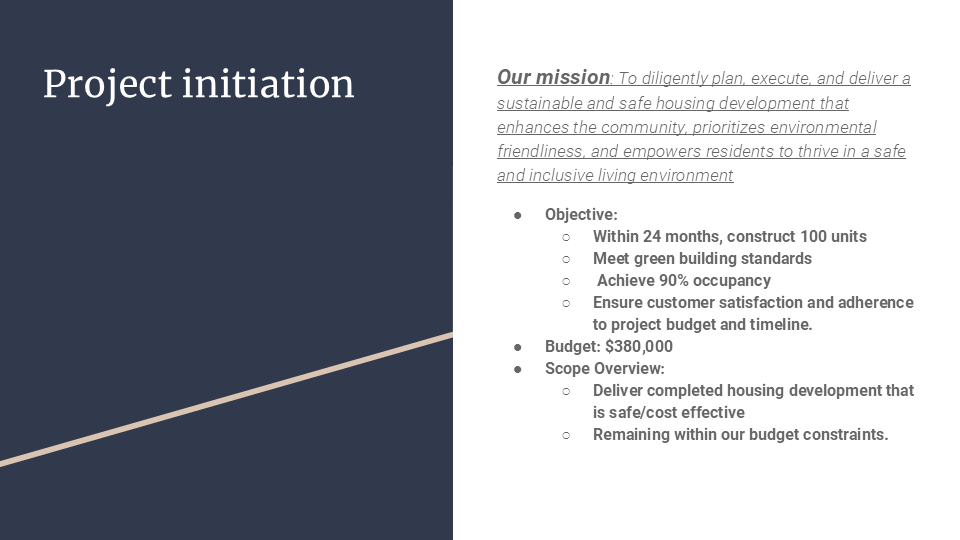 Project initiation
Our mission: To diligently plan, execute, and deliver a
sustainable and safe housing development that
enhances the community, prioritizes environmental
friendliness, and empowers residents to thrive in a safe
and inclusive living environment
● Objective:
○ Within 24 months, construct 100 units
○ Meet green building standards
○ Achieve 90% occupancy
○ Ensure customer satisfaction and adherence
to project budget and timeline.
● Budget: $380,000
● Scope Overview:
○ Deliver completed housing development that
is safe/cost effective
○ Remaining within our budget constraints.